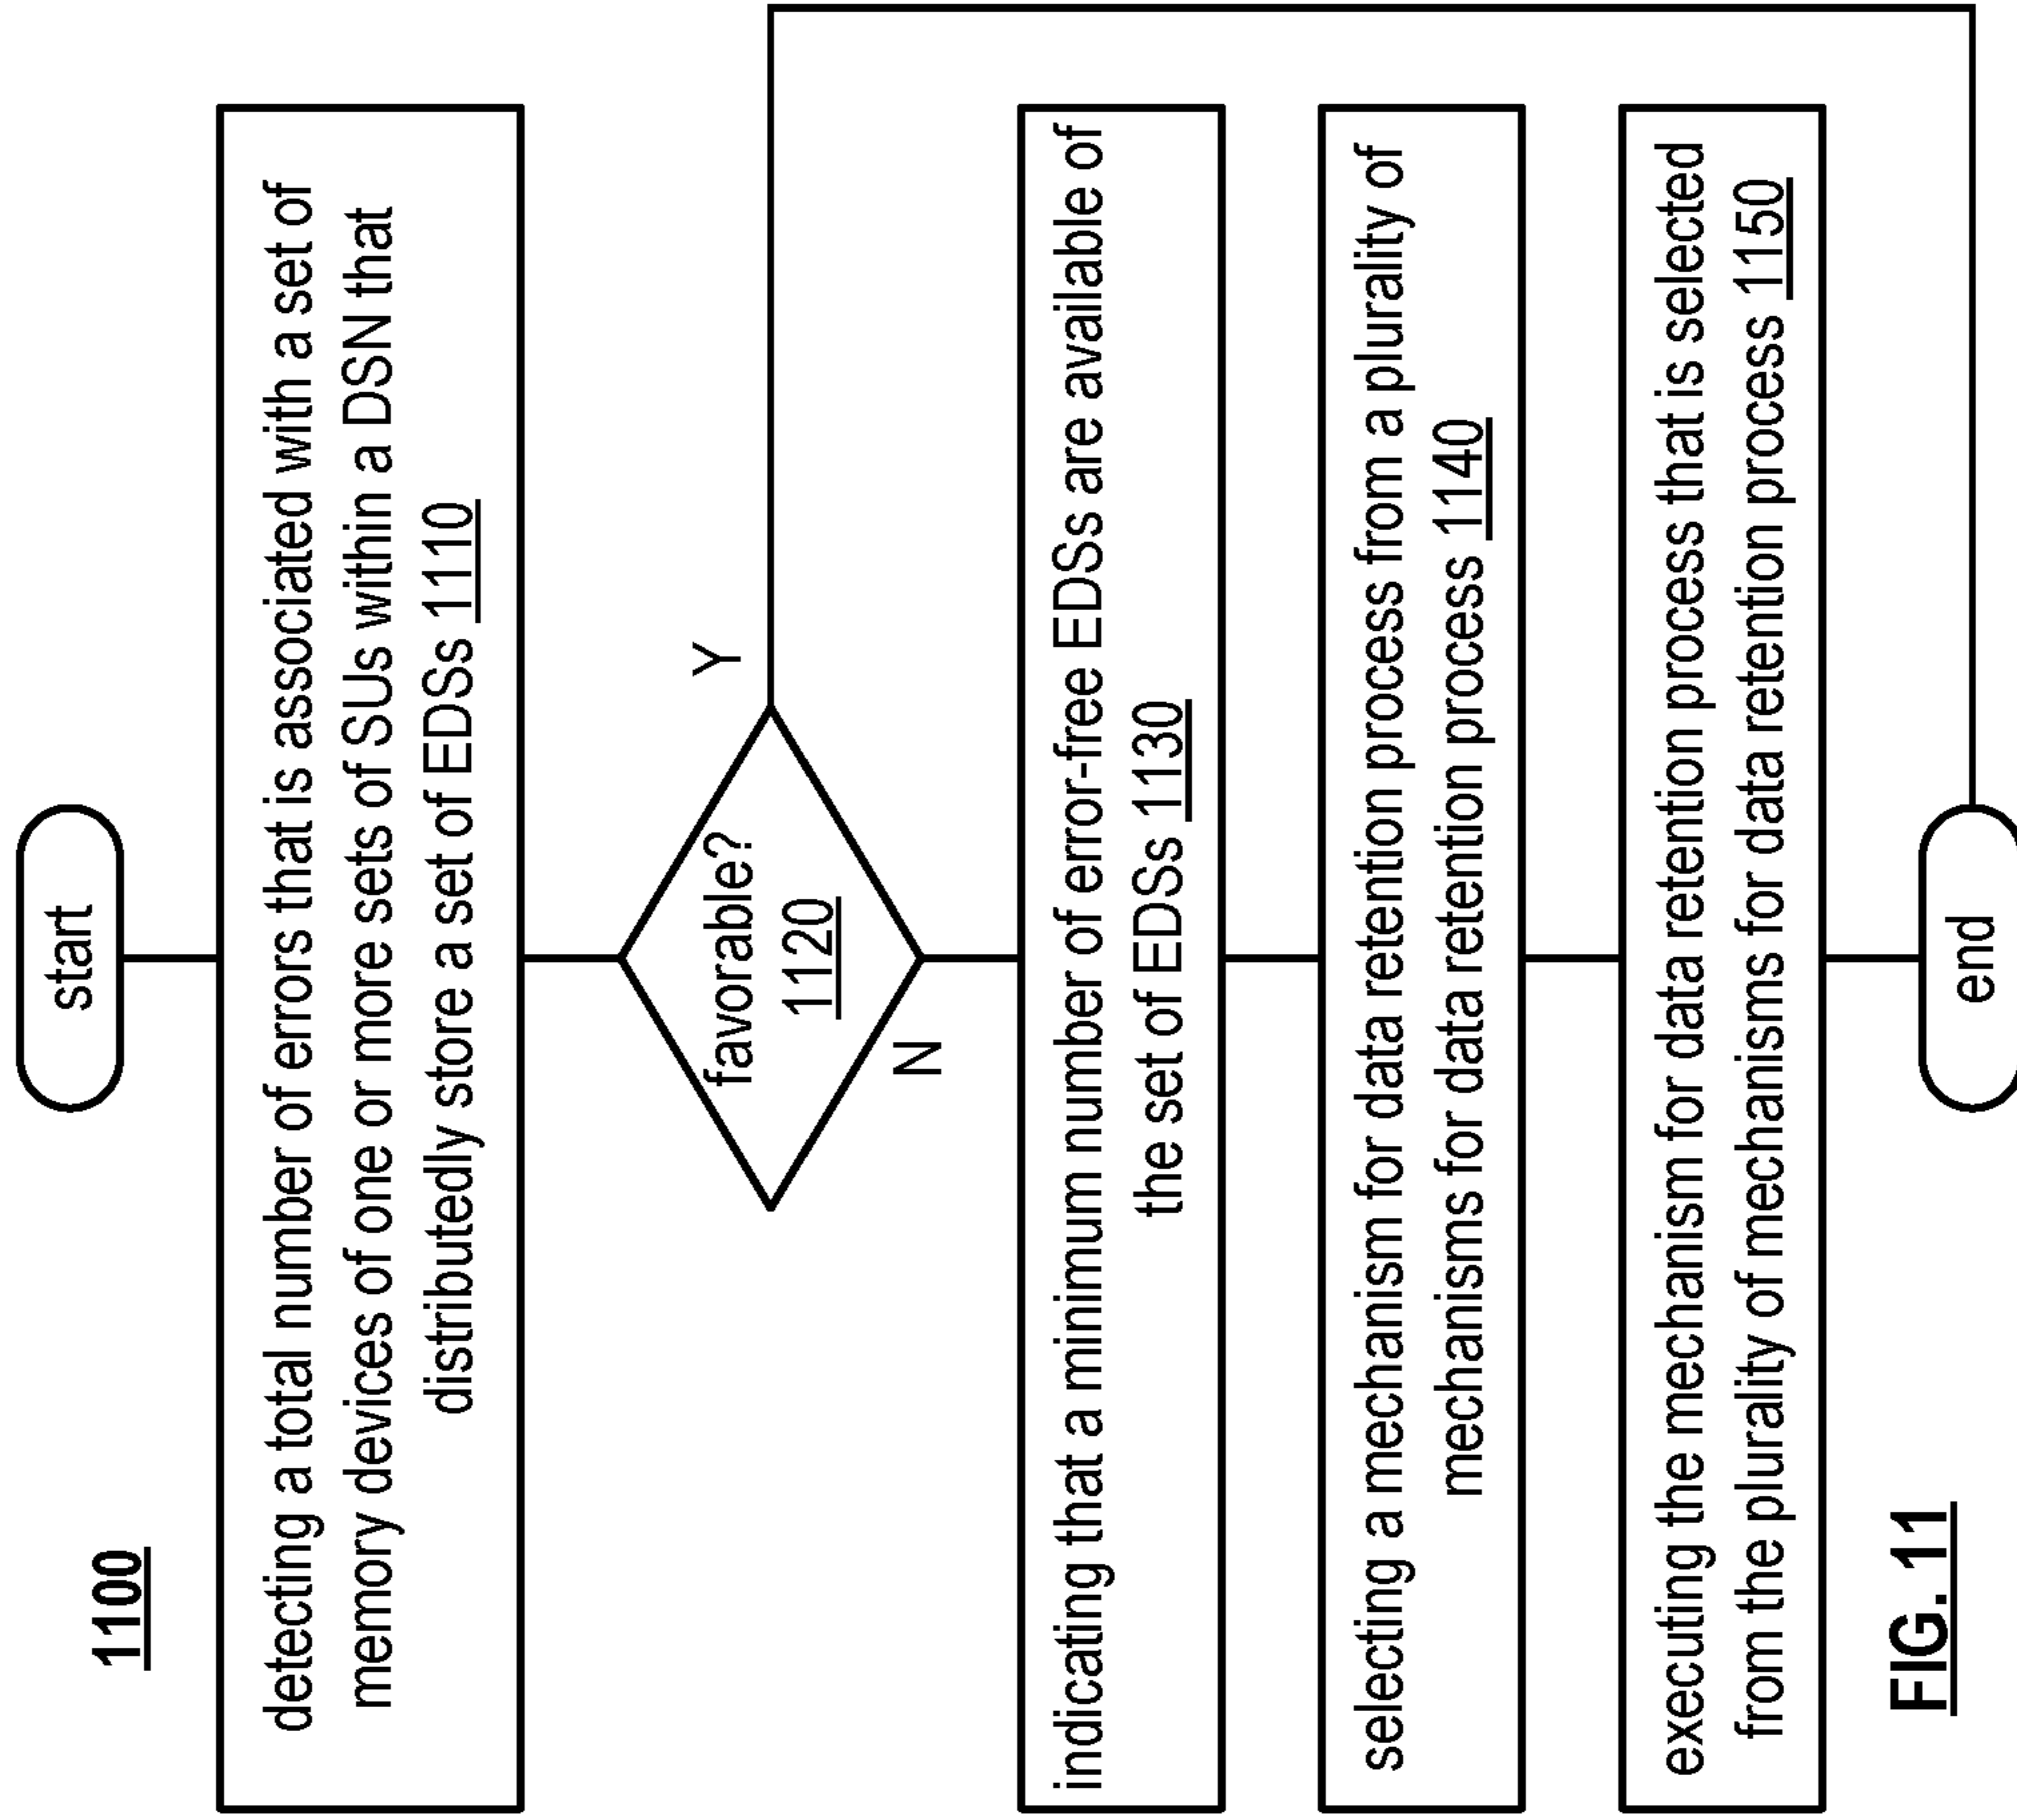 1100
start
detecting a total number of errors that is associated with a set of
memory devices of one or more sets of SUs within a DSN that
distributedly store a set of EDSs 1110
favorable?
1120
Y
N
indicating that a minimum number of error-free EDSs are available of
the set of EDSs 1130
selecting a mechanism for data retention process from a plurality of
mechanisms for data retention process 1140
executing the mechanism for data retention process that is selected
from the plurality of mechanisms for data retention process 1150
end
FIG. 11